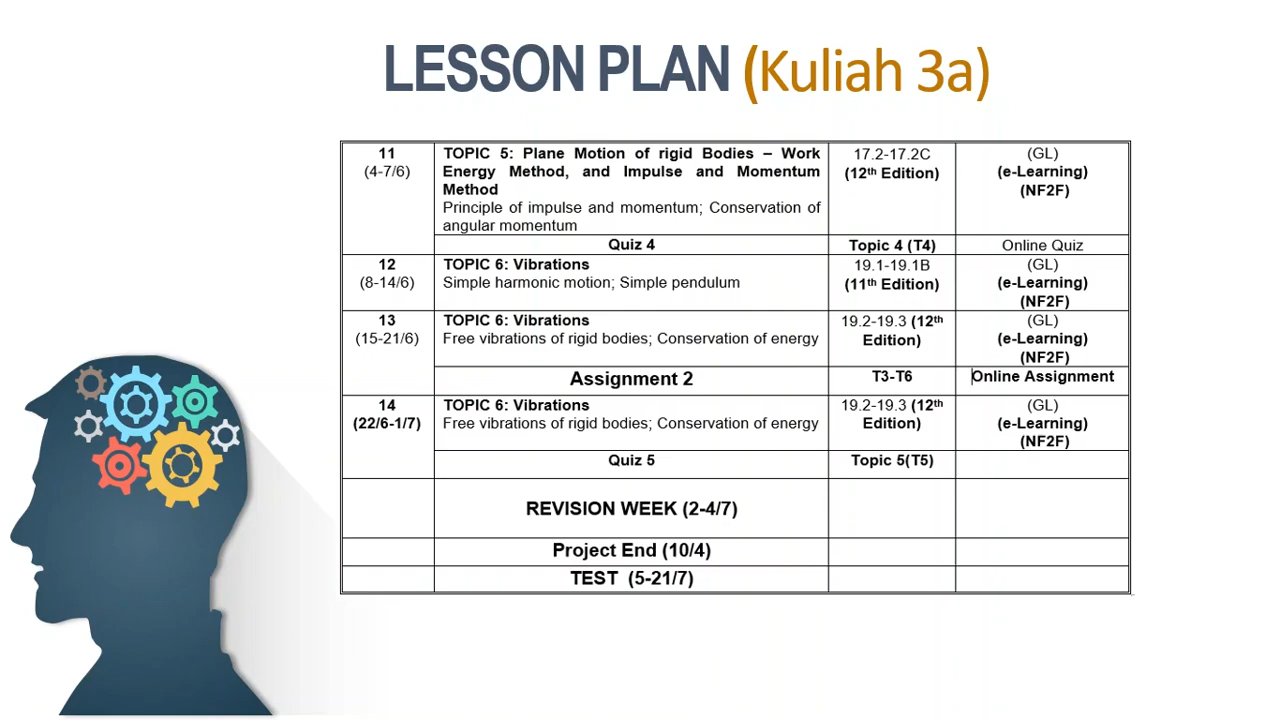 LESSON PLAN (Kuliah 3a)
11
(4-7/6)
TOPIC 5: Plane Motion of rigid Bodies – Work
Energy Method, and Impulse and Momentum
Method
Principle of impulse and momentum; Conservation of
angular momentum
17.2-17.2C
(12th Edition)
(GL)
(e-Learning)
(NF2F)
Quiz 4
Topic 4 (T4)
Online Quiz
12
(8-14/6)
TOPIC 6: Vibrations
Simple harmonic motion; Simple pendulum
19.1-19.1B
(11th Edition)
(GL)
(e-Learning)
(NF2F)
13
(15-21/6)
TOPIC 6: Vibrations
Free vibrations of rigid bodies; Conservation of energy
19.2-19.3 (12th
Edition)
(GL)
(e-Learning)
(NF2F)
Assignment 2
T3-T6
Online Assignment
14
(22/6-1/7)
TOPIC 6: Vibrations
Free vibrations of rigid bodies; Conservation of energy
19.2-19.3 (12th
Edition)
(GL)
(e-Learning)
(NF2F)
Quiz 5
Topic 5(T5)
REVISION WEEK (2-4/7)
Project End (10/4)
TEST (5-21/7)